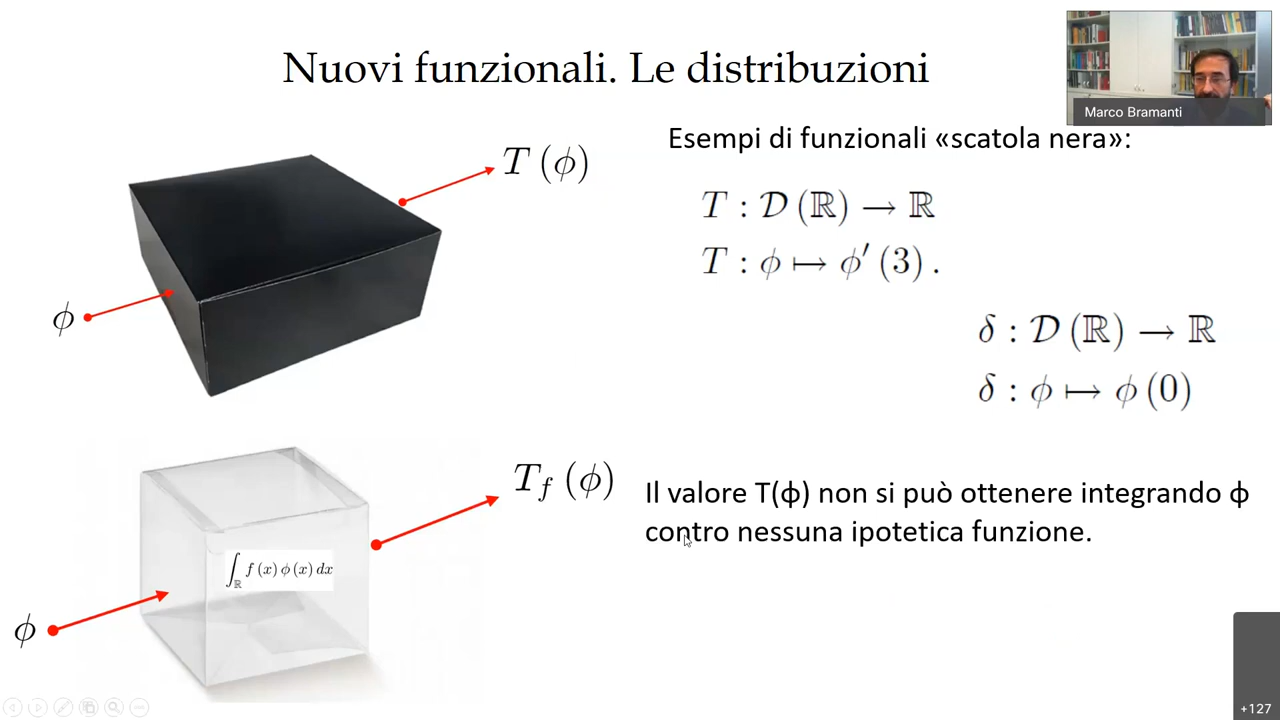 Nuovi funzionali. Le distribuzioni
Marco Bramanti
Esempi di funzionali «scatola nera»:
T (ϕ)
T : 𝒟 (ℝ) → ℝ
T : ϕ ↦ ϕ′ (3) .
ϕ
δ : 𝒟 (ℝ) → ℝ
δ : ϕ ↦ ϕ (0)
T_f (ϕ)
Il valore T(ϕ) non si può ottenere integrando ϕ
contro nessuna ipotetica funzione.
∫_ℝ f (x) ϕ (x) dx
ϕ
+127